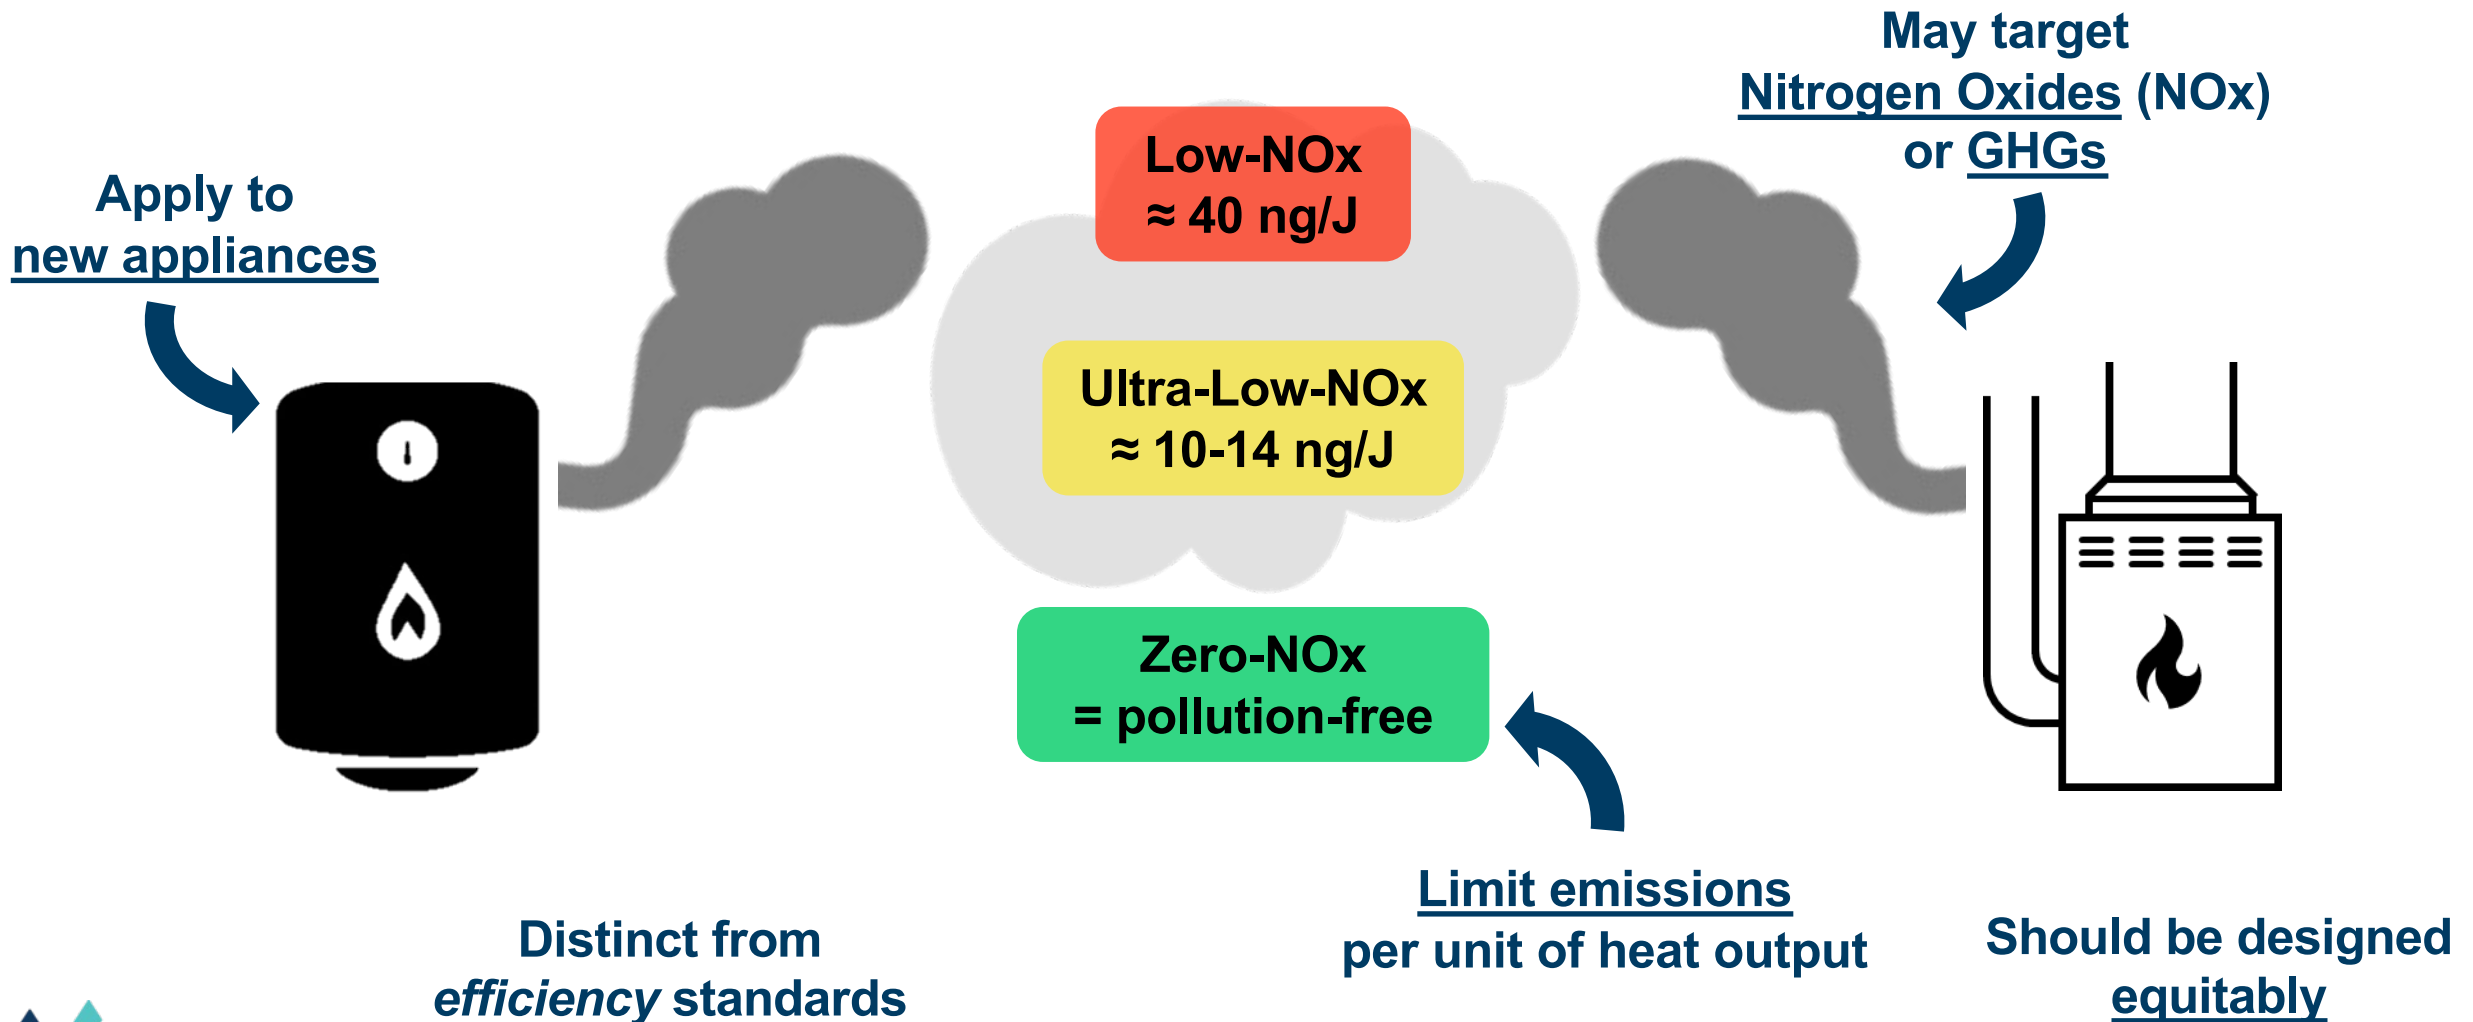 May target
Nitrogen Oxides (NOx)
or GHGs
Apply to
new appliances
Low-NOx
≈ 40 ng/J
Ultra-Low-NOx
≈ 10-14 ng/J
Zero-NOx
= pollution-free
Limit emissions
per unit of heat output
Distinct from
efficiency standards
Should be designed
equitably